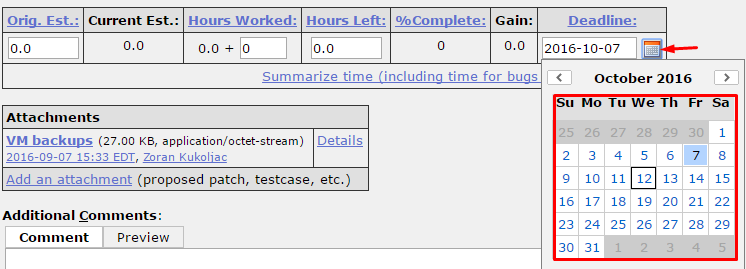 Orig. Est.: Current Est.: Hours Worked: Hours Left: %Complete: Gain: Deadline:
0.0 0.0 0.0 + 0 0.0 0 0.0 2016-10-07
Summarize time (including time for bugs
October 2016
Su Mo Tu We Th Fr Sa
25 26 27 28 29 30 1
2 3 4 5 6 7 8
9 10 11 12 13 14 15
16 17 18 19 20 21 22
23 24 25 26 27 28 29
30 31 1 2 3 4 5
Attachments
VM backups (27.00 KB, application/octet-stream) Details
2016-09-07 15:33 EDT, Zoran Kukoljac
Add an attachment (proposed patch, testcase, etc.)
Additional Comments:
Comment Preview